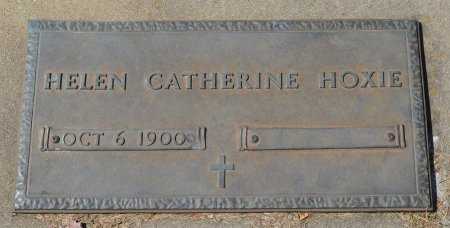 HELEN CATHERINE HOXIE
OCT 6 1900